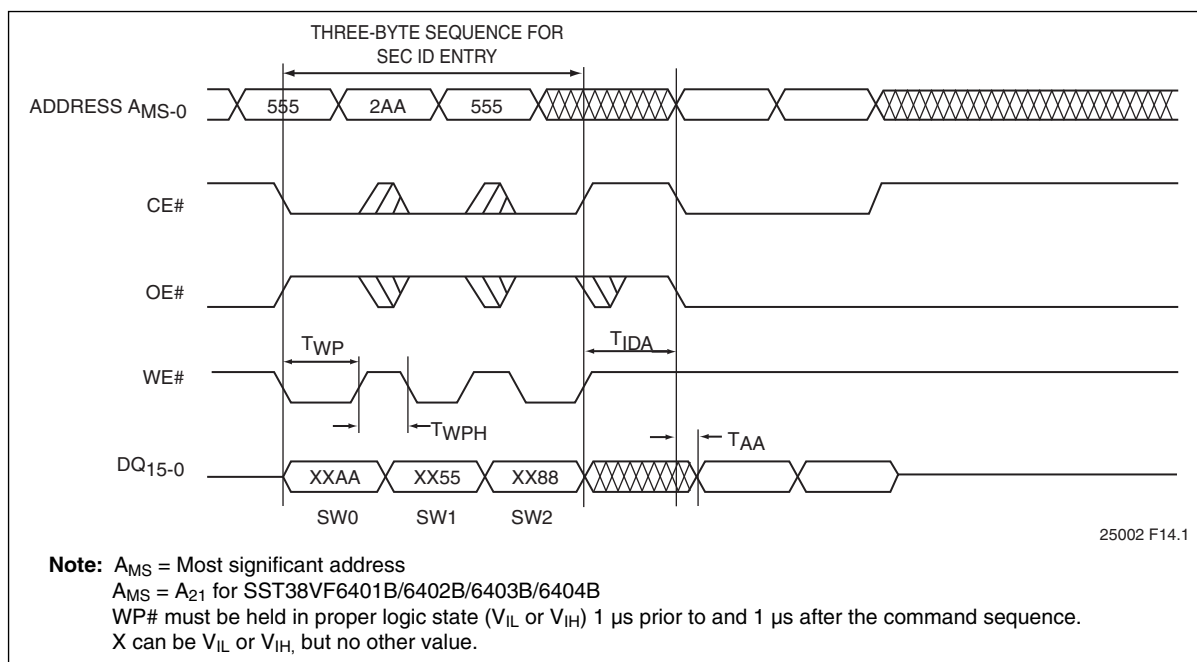 THREE-BYTE SEQUENCE FOR
SEC ID ENTRY
ADDRESS AMS-0
555 2AA 555
CE#
OE#
TWP TIDA
WE#
TWPH TAA
DQ15-0
XXAA XX55 XX88
SW0 SW1 SW2
25002 F14.1
Note: AMS = Most significant address
AMS = A21 for SST38VF6401B/6402B/6403B/6404B
WP# must be held in proper logic state (VIL or VIH) 1 µs prior to and 1 µs after the command sequence.
X can be VIL or VIH, but no other value.